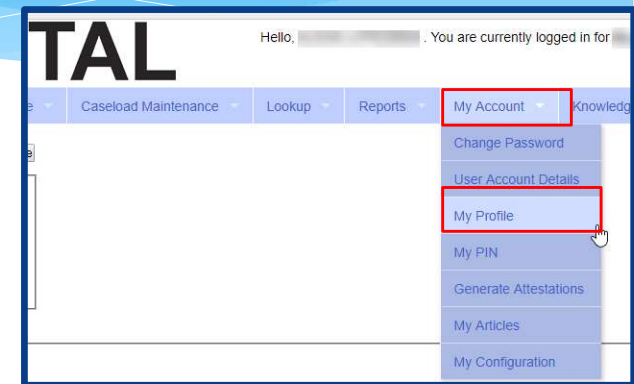 TAL
Hello, . You are currently logged in for
e Caseload Maintenance Lookup Reports My Account Knowledg
e
Change Password
User Account Details
My Profile
My PIN
Generate Attestations
My Articles
My Configuration